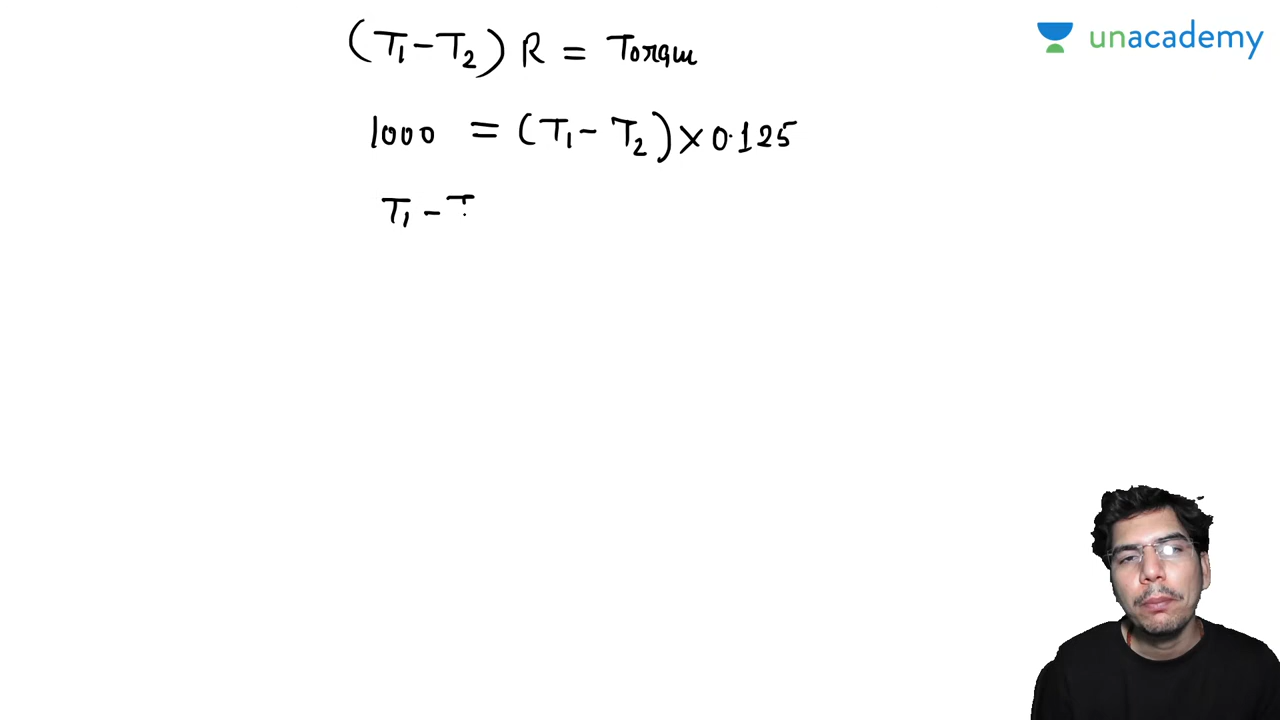 unacademy
(T₁-T₂) R = Torque
1000 = (T₁-T₂)×0.125
T₁-T